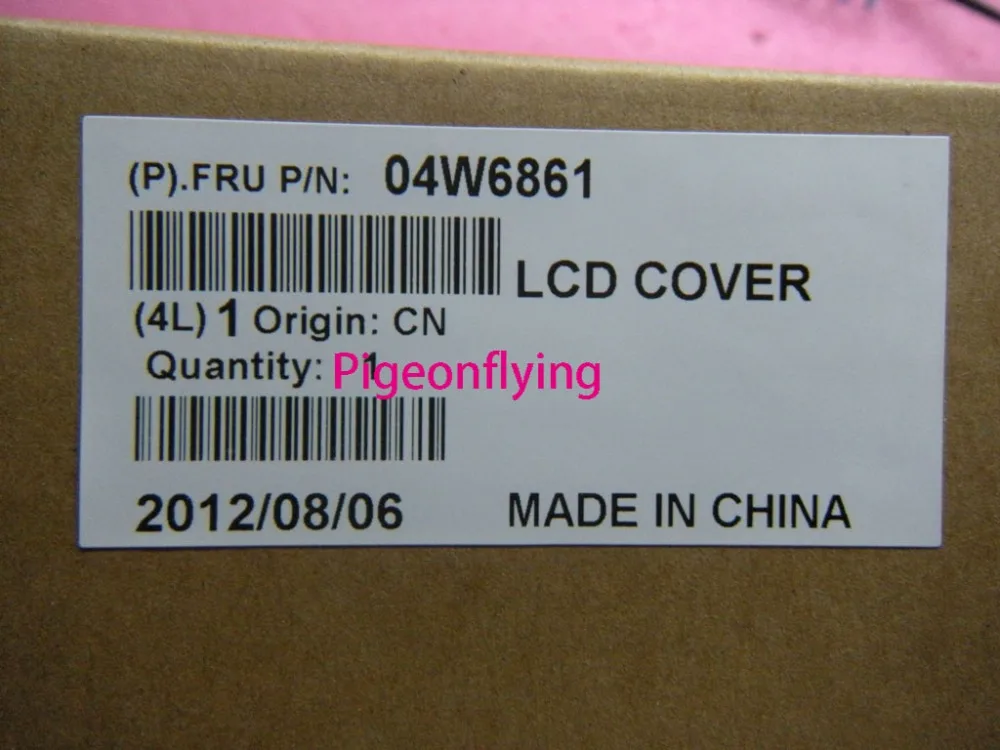 (P).FRU P/N: 04W6861
LCD COVER
(4L) 1 Origin: CN
Quantity: 1
Pigeonflying
2012/08/06 MADE IN CHINA